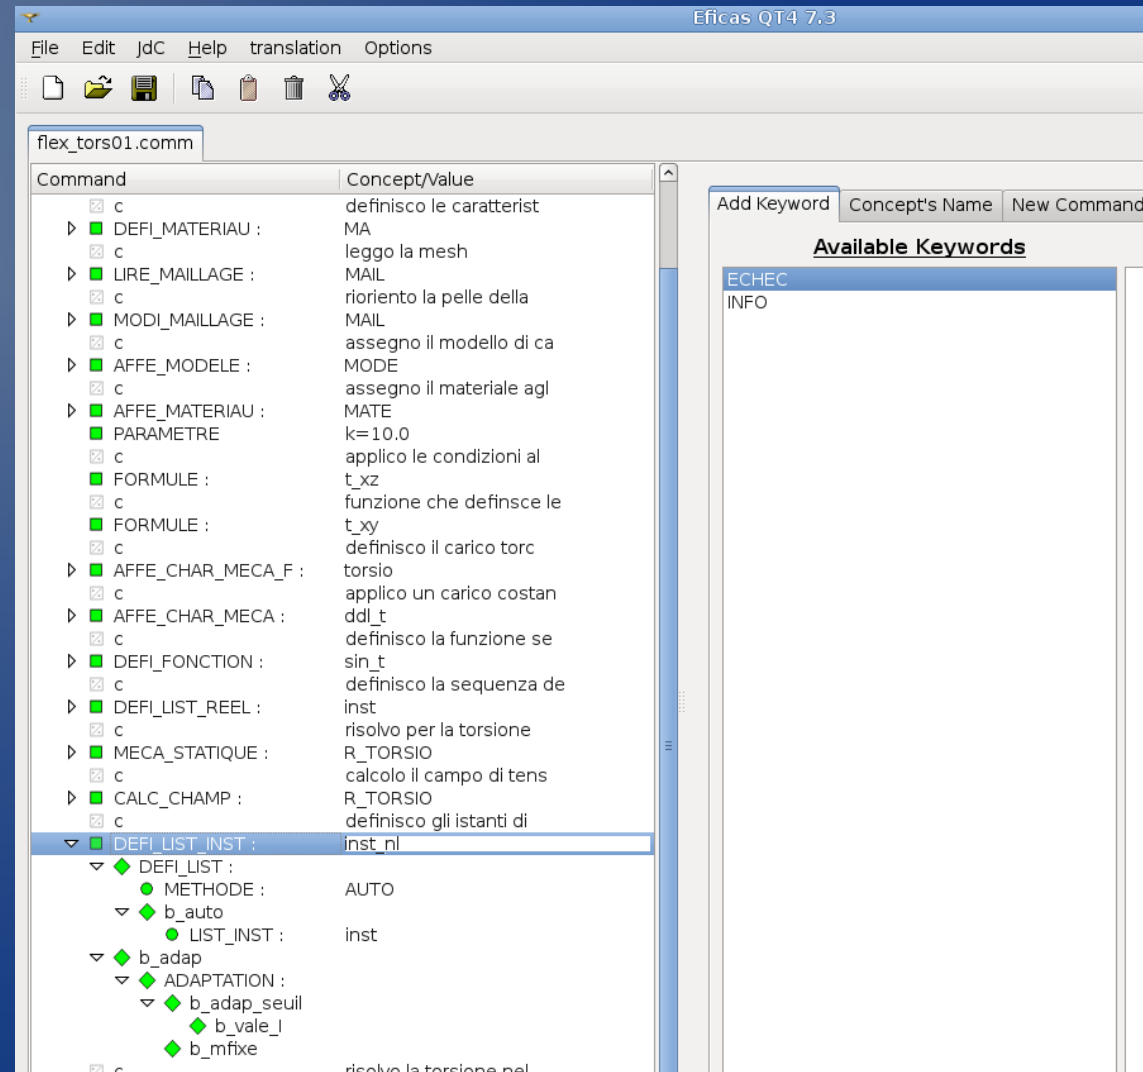 Eficas QT4 7.3
File Edit JdC Help translation Options
flex_tors01.comm
Command Concept/Value
c definisco le caratterist
DEFI_MATERIAU : MA
c leggo la mesh
LIRE_MAILLAGE : MAIL
c rioriento la pelle della
MODI_MAILLAGE : MAIL
c assegno il modello di ca
AFFE_MODELE : MODE
c assegno il materiale agl
AFFE_MATERIAU : MATE
PARAMETRE k=10.0
c applico le condizioni al
FORMULE : t_xz
c funzione che definsce le
FORMULE : t_xy
c definisco il carico torc
AFFE_CHAR_MECA_F : torsio
c applico un carico costan
AFFE_CHAR_MECA : ddl_t
c definisco la funzione se
DEFI_FONCTION : sin_t
c definisco la sequenza de
DEFI_LIST_REEL : inst
c risolvo per la torsione
MECA_STATIQUE : R_TORSIO
c calcolo il campo di tens
CALC_CHAMP : R_TORSIO
c definisco gli istanti di
DEFI_LIST_INST : inst_nl
DEFI_LIST :
METHODE : AUTO
b_auto
LIST_INST : inst
b_adap
ADAPTATION :
b_adap_seuil
b_vale_I
b_mfixe
c risolvo la torsione nel
Add Keyword Concept's Name New Command
Available Keywords
ECHEC
INFO